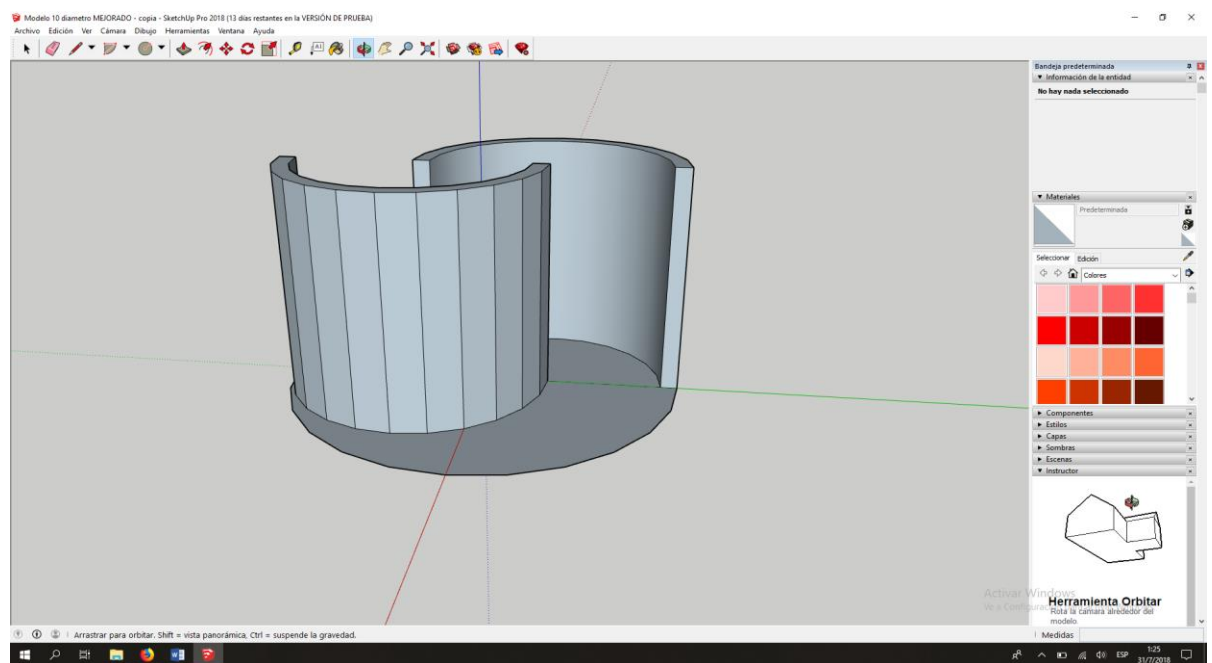 Modelo 10 diametro MEJORADO - copia - SketchUp Pro 2018 (13 días restantes en la VERSIÓN DE PRUEBA)
Archivo Edición Ver Cámara Dibujo Herramientas Ventana Ayuda
Bandeja predeterminada
Información de la entidad
No hay nada seleccionado
Materiales
Predeterminada
Seleccionar Edición
Colores
Componentes
Estilos
Capas
Sombras
Escenas
Instructor
Activar Windows
Herramienta Orbitar
Rota la cámara alrededor del
modelo.
Arrastrar para orbitar. Shift = vista panorámica, Ctrl = suspende la gravedad.
Medidas
ESP
1:25
31/7/2018